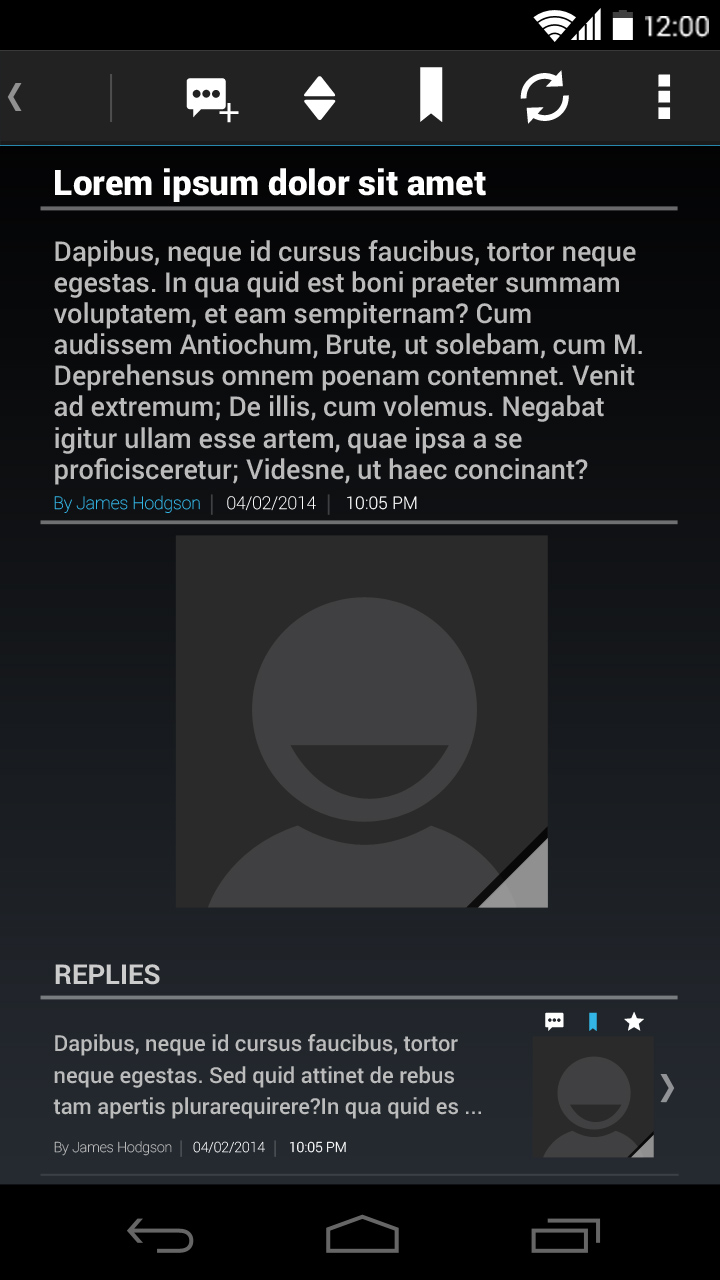 12:00
Lorem ipsum dolor sit amet
Dapibus, neque id cursus faucibus, tortor neque
egestas. In qua quid est boni praeter summam
voluptatem, et eam sempiternam? Cum
audissem Antiochum, Brute, ut solebam, cum M.
Deprehensus omnem poenam contemnet. Venit
ad extremum; De illis, cum volemus. Negabat
igitur ullam esse artem, quae ipsa a se
proficisceretur; Videsne, ut haec concinant?
By James Hodgson | 04/02/2014 | 10:05 PM
REPLIES
Dapibus, neque id cursus faucibus, tortor
neque egestas. Sed quid attinet de rebus
tam apertis plurarequirere?In qua quid es ...
By James Hodgson | 04/02/2014 | 10:05 PM